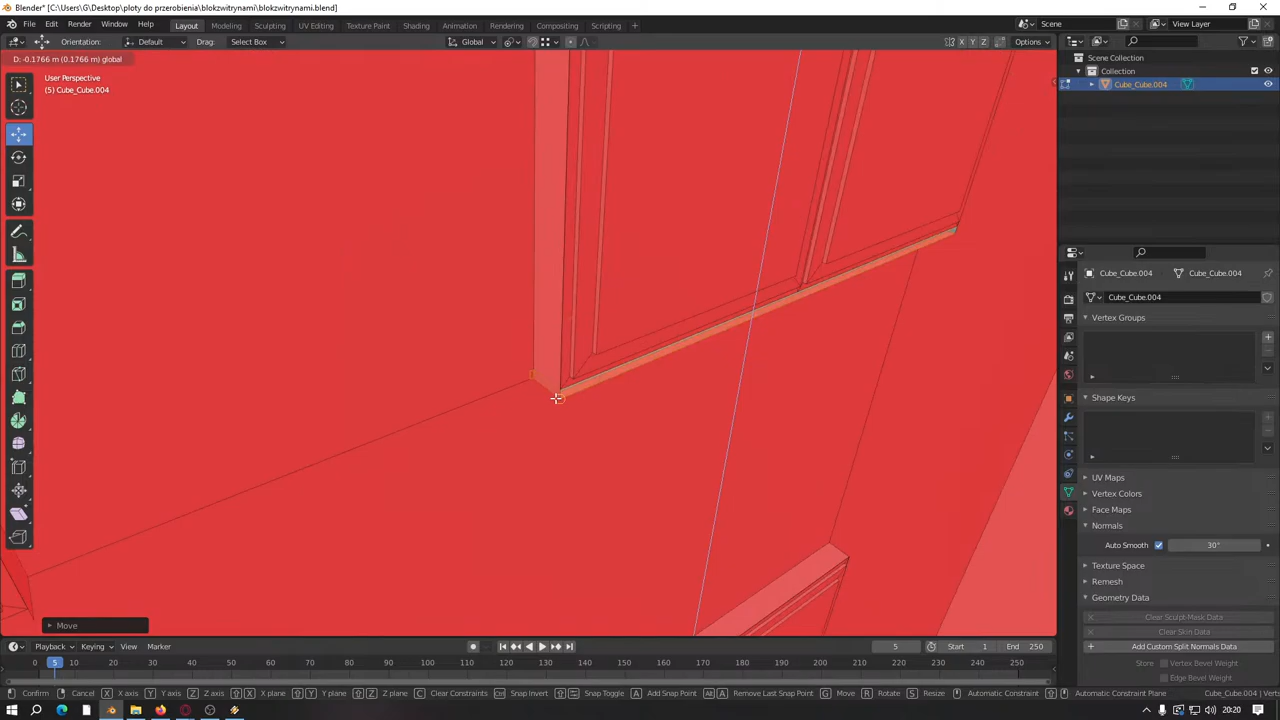 Blender* [C:\Users\G\Desktop\ploty do przerobienia\blokzwitrynami\blokzwitrynami.blend]
File Edit Render Window Help Layout Modeling Sculpting UV Editing Texture Paint Shading Animation Rendering Compositing Scripting + Scene View Layer
Orientation: Default Drag: Select Box Global X Y Z Options
D: -0.1766 m (0.1766 m) global
User Perspective
(5) Cube_Cube.004
Scene Collection
Collection
Cube_Cube.004
Cube_Cube.004 Cube_Cube.004
Cube_Cube.004
Vertex Groups
Shape Keys
UV Maps
Vertex Colors
Face Maps
Normals
Auto Smooth 30°
Texture Space
Remesh
Geometry Data
Clear Sculpt-Mask Data
Clear Skin Data
Add Custom Split Normals Data
Store Vertex Bevel Weight
Edge Bevel Weight
Move
Playback Keying View Marker 5 Start 1 End 250
0 5 10 20 30 40 50 60 70 80 90 100 110 120 130 140 150 160 170 180 190 200 210 220 230 240 250
Confirm Cancel X X axis Y Y axis Z Z axis X X plane Y Y plane Z Z plane C Clear Constraints Snap Invert Snap Toggle A Add Snap Point Alt A Remove Last Snap Point G Move R Rotate S Resize Automatic Constraint Automatic Constraint Plane Cube_Cube.004 | Verts
20:20